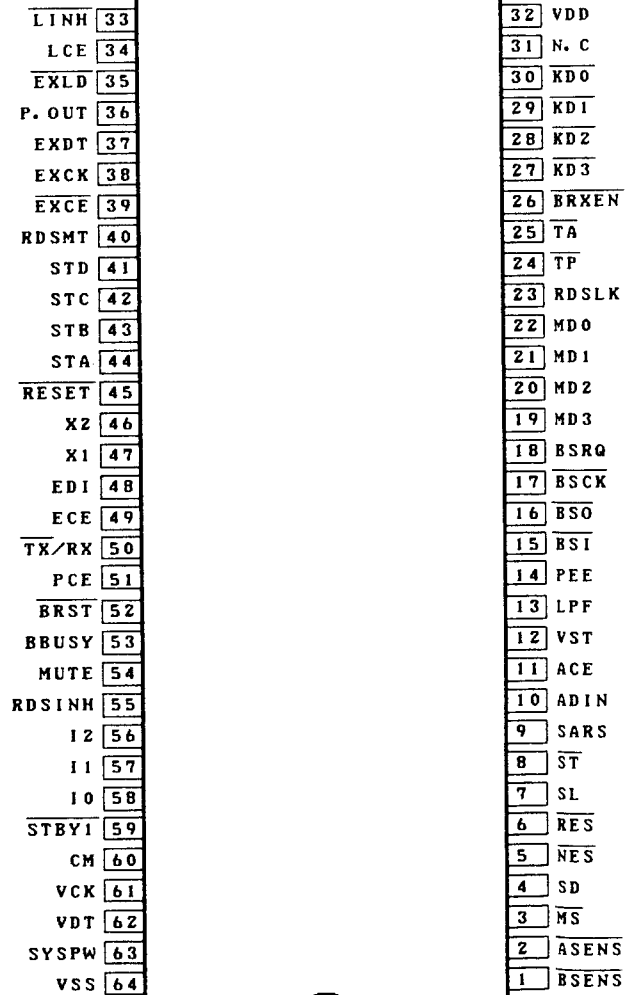 LINH 33 32 VDD
LCE 34 31 N.C
EXLD 35 30 KD0
P.OUT 36 29 KD1
EXDT 37 28 KD2
EXCK 38 27 KD3
EXCE 39 26 BRXEN
RDSMT 40 25 TA
STD 41 24 TP
STC 42 23 RDSLK
STB 43 22 MD0
STA 44 21 MD1
RESET 45 20 MD2
X2 46 19 MD3
X1 47 18 BSRQ
EDI 48 17 BSCK
ECE 49 16 BSO
TX/RX 50 15 BSI
PCE 51 14 PEE
BRST 52 13 LPF
BBUSY 53 12 VST
MUTE 54 11 ACE
RDSINH 55 10 ADIN
I2 56 9 SARS
I1 57 8 ST
I0 58 7 SL
STBY1 59 6 RES
CM 60 5 NES
VCK 61 4 SD
VDT 62 3 MS
SYSPW 63 2 ASENS
VSS 64 1 BSENS